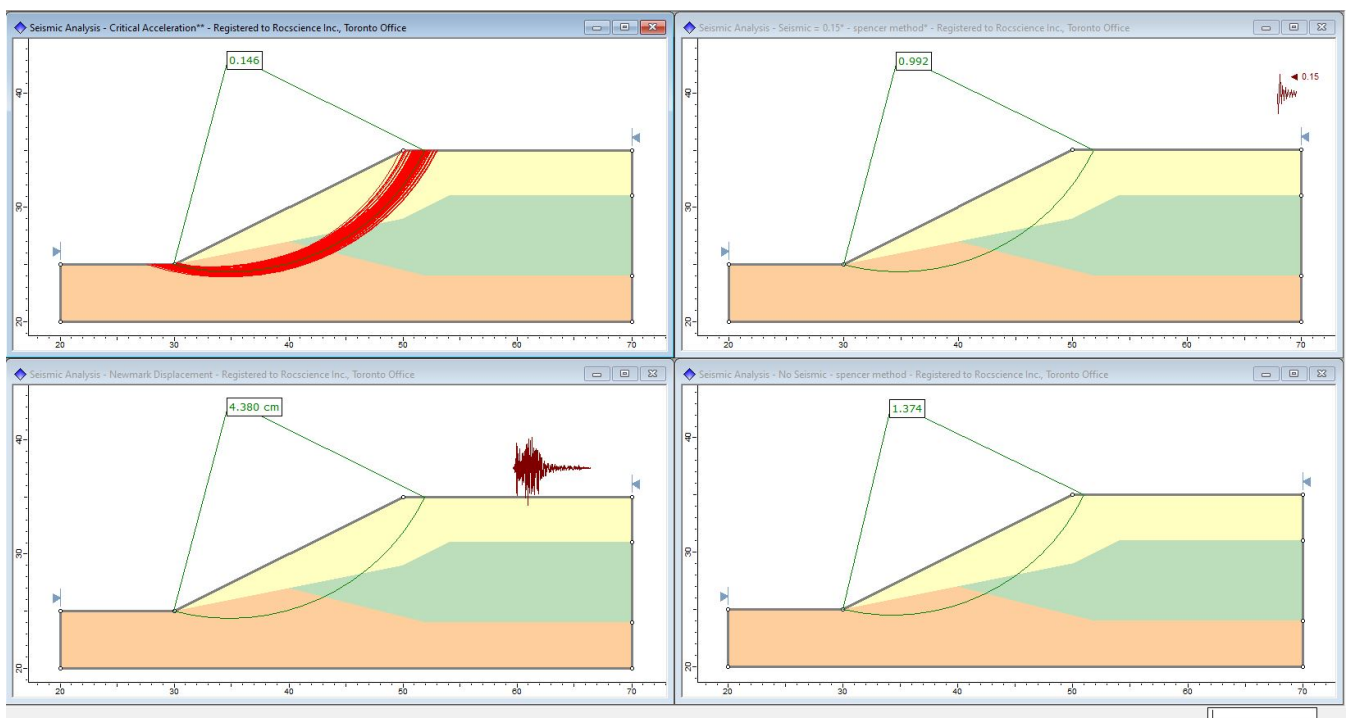 Seismic Analysis - Critical Acceleration** - Registered to Rocscience Inc., Toronto Office
0.146
40
30
20
20 30 40 50 60 70
Seismic Analysis - Seismic = 0.15* - spencer method* - Registered to Rocscience Inc., Toronto Office
0.992
0.15
40
30
20
20 30 40 50 60 70
Seismic Analysis - Newmark Displacement - Registered to Rocscience Inc., Toronto Office
4.380 cm
40
30
20
20 30 40 50 60 70
Seismic Analysis - No Seismic - spencer method - Registered to Rocscience Inc., Toronto Office
1.374
40
30
20
20 30 40 50 60 70